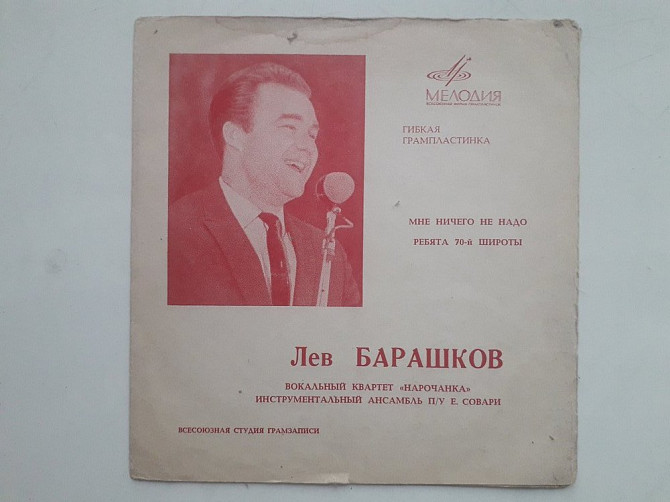 МЕЛОДИЯ
ГИБКАЯ
ГРАМПЛАСТИНКА
МНЕ НИЧЕГО НЕ НАДО
РЕБЯТА 70-й ШИРОТЫ
Лев БАРАШКОВ
ВОКАЛЬНЫЙ КВАРТЕТ «НАРОЧАНКА»
ИНСТРУМЕНТАЛЬНЫЙ АНСАМБЛЬ П/У Е. СОВАРИ
ВСЕСОЮЗНАЯ СТУДИЯ ГРАМЗАПИСИ